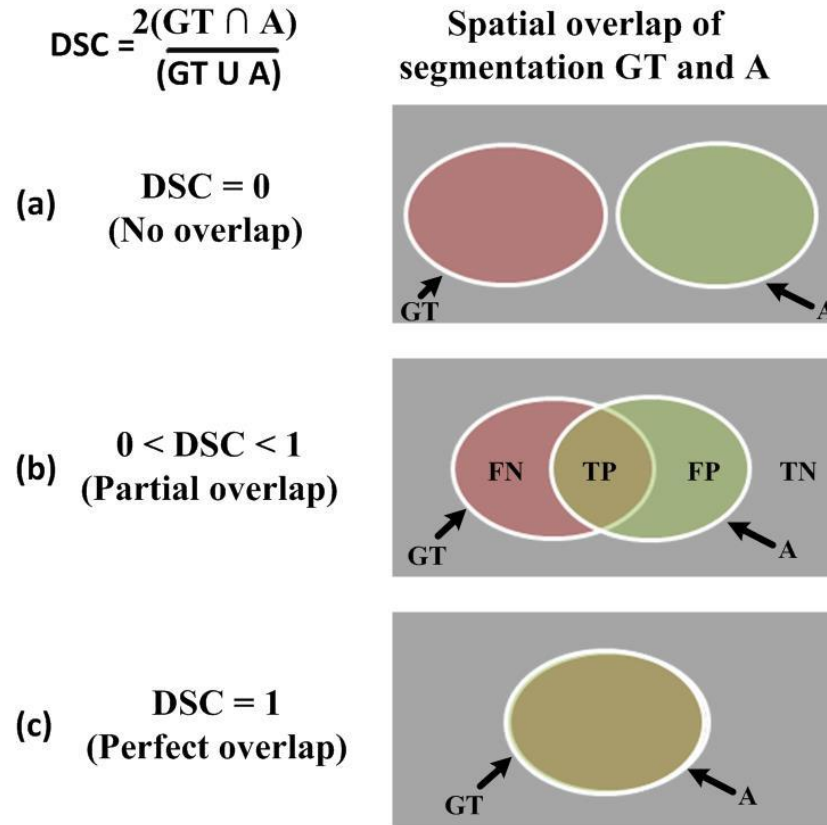 DSC = 2(GT ∩ A)
(GT U A)
Spatial overlap of
segmentation GT and A
(a)
DSC = 0
(No overlap)
GT
A
(b)
0 < DSC < 1
(Partial overlap)
FN
TP
FP
TN
GT
A
(c)
DSC = 1
(Perfect overlap)
GT
A